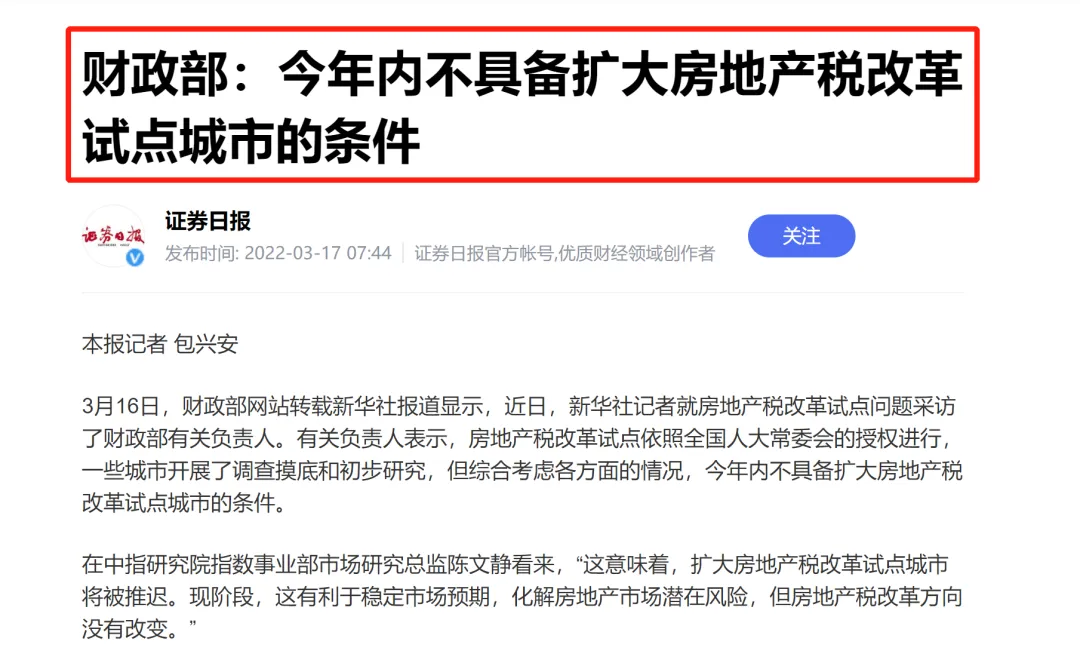 财政部：今年内不具备扩大房地产税改革
试点城市的条件
证券日报
证券日报
发布时间: 2022-03-17 07:44 证券日报官方帐号,优质财经领域创作者
关注
本报记者 包兴安
3月16日，财政部网站转载新华社报道显示，近日，新华社记者就房地产税改革试点问题采访
了财政部有关负责人。有关负责人表示，房地产税改革试点依照全国人大常委会的授权进行，
一些城市开展了调查摸底和初步研究，但综合考虑各方面的情况，今年内不具备扩大房地产税
改革试点城市的条件。
在中指研究院指数事业部市场研究总监陈文静看来，“这意味着，扩大房地产税改革试点城市
将被推迟。现阶段，这有利于稳定市场预期，化解房地产市场潜在风险，但房地产税改革方向
没有改变。”